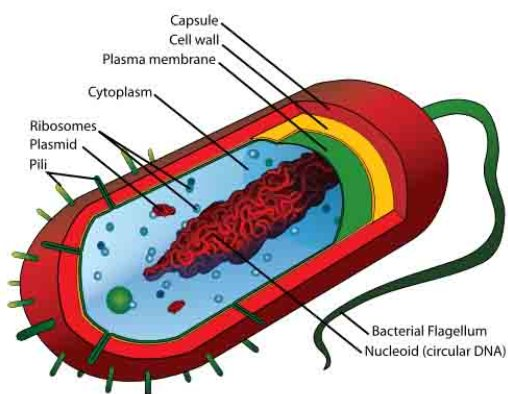 Capsule
Cell wall
Plasma membrane
Cytoplasm
Ribosomes
Plasmid
Pili
Bacterial Flagellum
Nucleoid (circular DNA)